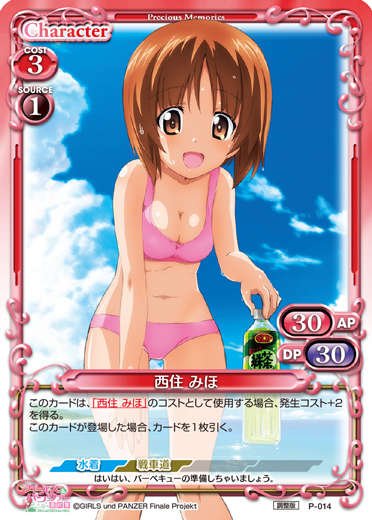 Precious Memories
Character
COST
3
SOURCE
1
30 AP
DP 30
西住 みほ
このカードは、「西住 みほ」のコストとして使用する場合、発生コスト+2
を得る。
このカードが登場した場合、カードを1枚引く。
水着 戦車道
はいはい、バーベキューの準備しちゃいましょう。
©GIRLS und PANZER Finale Projekt 調整版 P-014